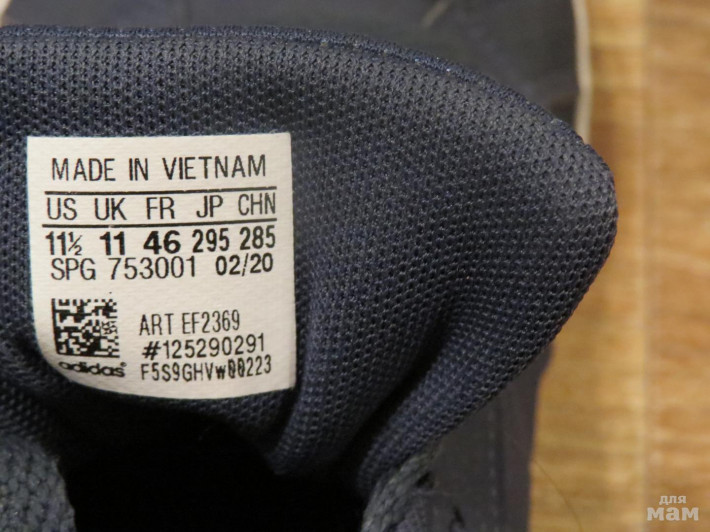 MADE IN VIETNAM
US UK FR JP CHN
11½ 11 46 295 285
SPG 753001 02/20
ART EF2369
#125290291
adidas® F5S9GHVw00223
для
мам